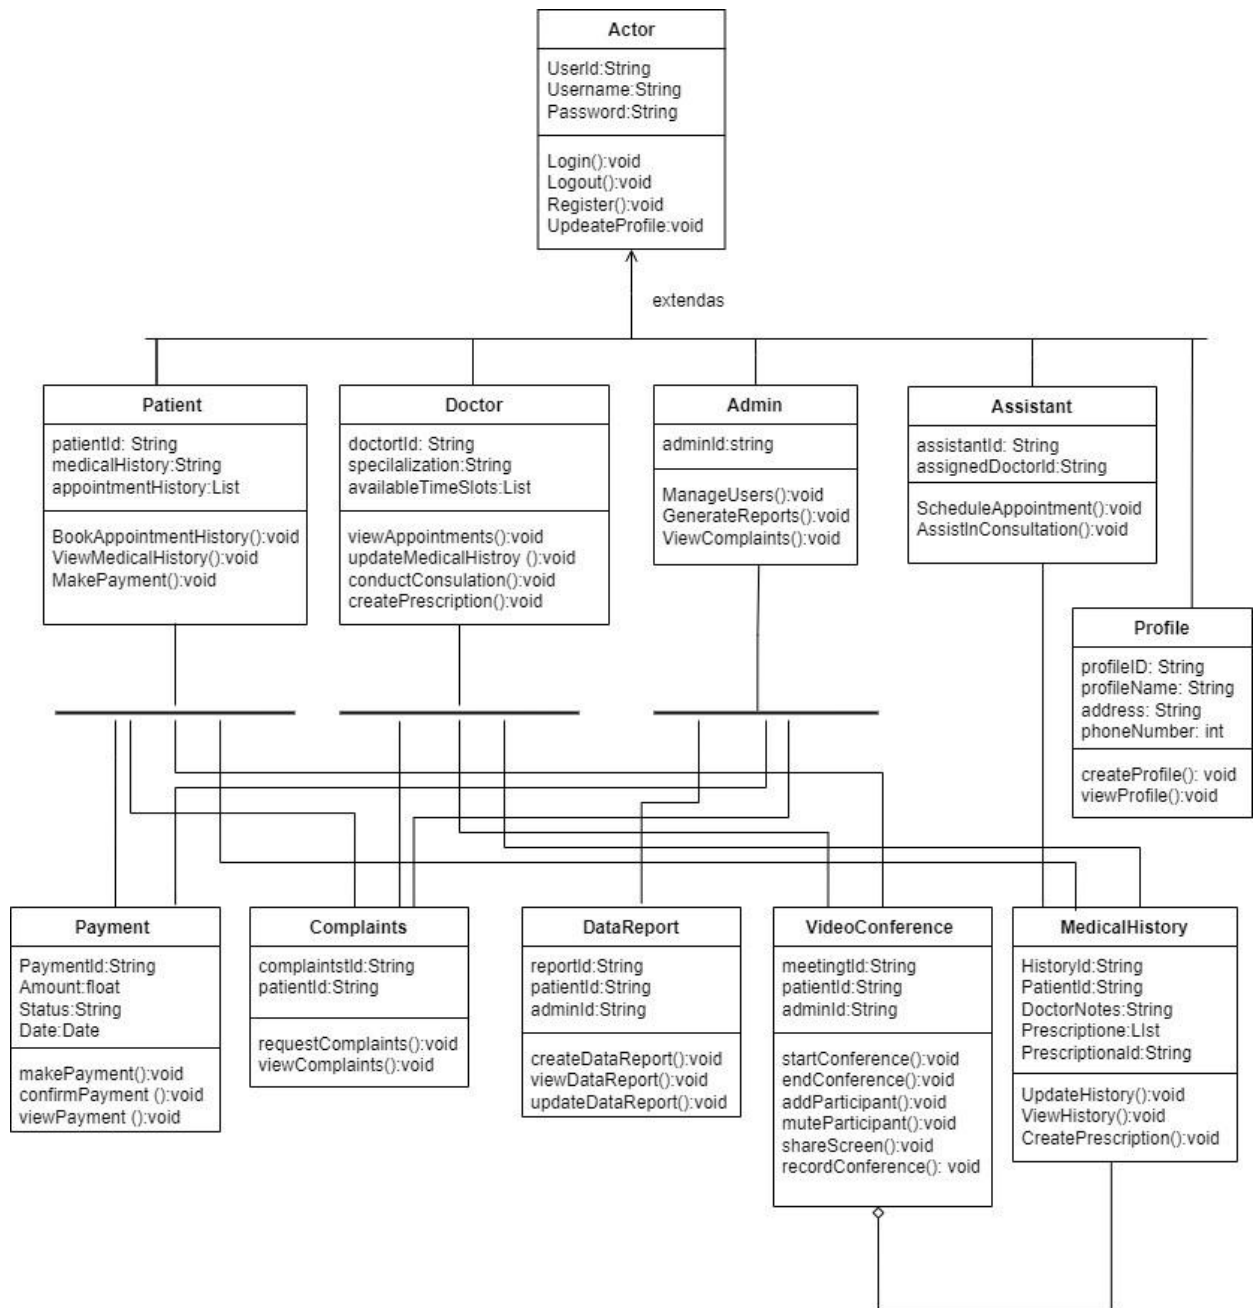 Actor
UserId:String
Username:String
Password:String
Login():void
Logout():void
Register():void
UpdeateProfile:void
extendas
Patient
patientId: String
medicalHistory:String
appointmentHistory:List
BookAppointmentHistory():void
ViewMedicalHistory():void
MakePayment():void
Doctor
doctortId: String
specilalization:String
availableTimeSlots:List
viewAppointments():void
updateMedicalHistroy ():void
conductConsulation():void
createPrescription():void
Admin
adminId:string
ManageUsers():void
GenerateReports():void
ViewComplaints():void
Assistant
assistantId: String
assignedDoctorId:String
ScheduleAppointment():void
AssistInConsultation():void
Profile
profileID: String
profileName: String
address: String
phoneNumber: int
createProfile(): void
viewProfile():void
Payment
PaymentId:String
Amount:float
Status:String
Date:Date
makePayment():void
confirmPayment ():void
viewPayment ():void
Complaints
complaintstId:String
patientId:String
requestComplaints():void
viewComplaints():void
DataReport
reportId:String
patientId:String
adminId:String
createDataReport():void
viewDataReport():void
updateDataReport():void
VideoConference
meetingtId:String
patientId:String
adminId:String
startConference():void
endConference():void
addParticipant():void
muteParticipant():void
shareScreen():void
recordConference(): void
MedicalHistory
HistoryId:String
PatientId:String
DoctorNotes:String
Prescriptione:LIst
PrescriptionaId:String
UpdateHistory():void
ViewHistory():void
CreatePrescription():void